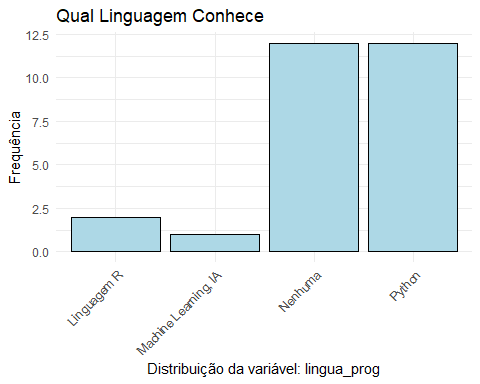 Qual Linguagem Conhece
Frequência
12.5
10.0
7.5
5.0
2.5
0.0
Linguagem R
Machine Learning, IA
Nenhuma
Python
Distribuição da variável: lingua_prog